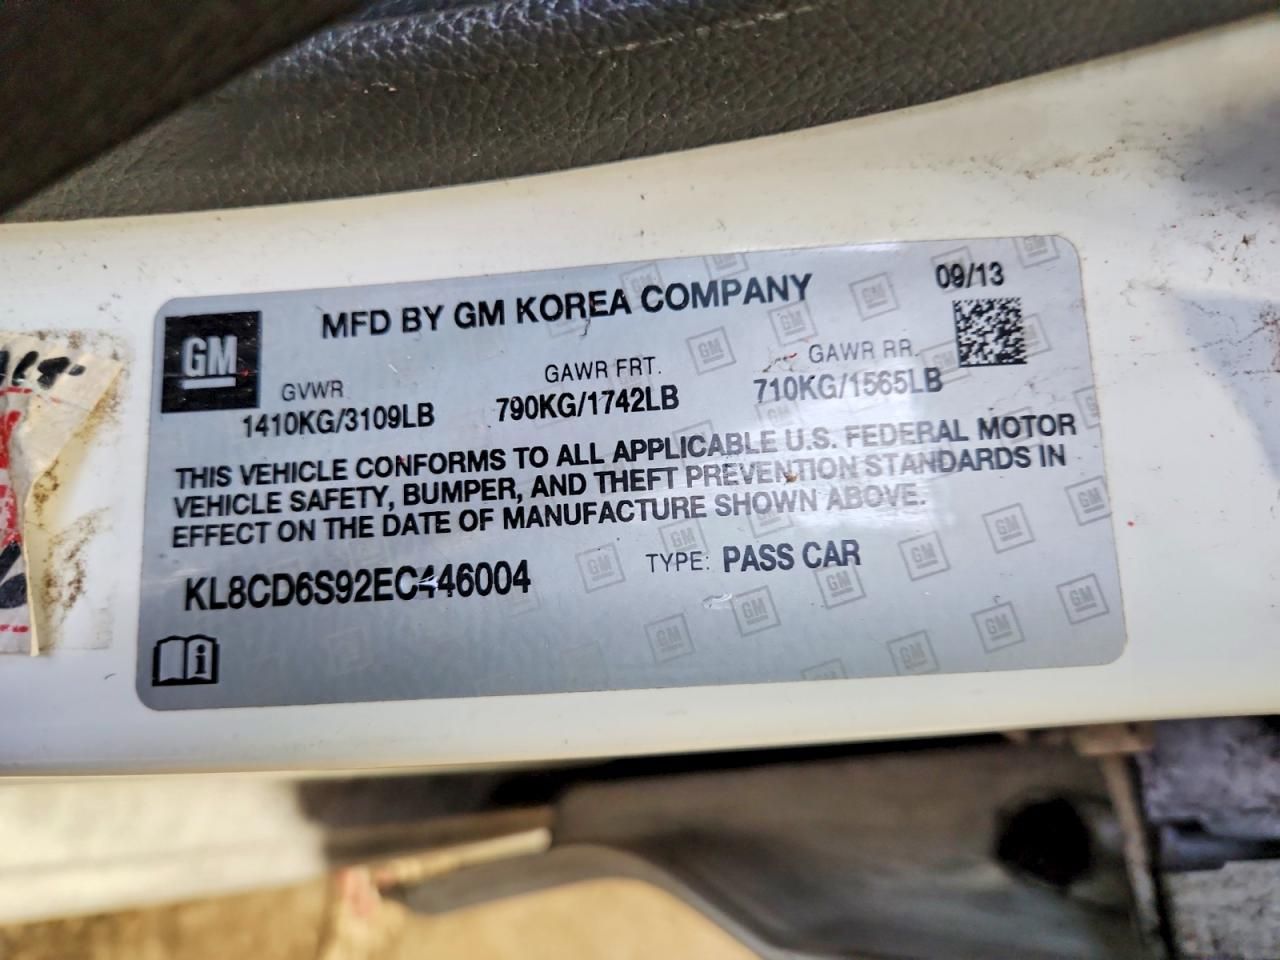 GM
MFD BY GM KOREA COMPANY
09/13
GVWR
1410KG/3109LB
GAWR FRT.
790KG/1742LB
GAWR RR.
710KG/1565LB
THIS VEHICLE CONFORMS TO ALL APPLICABLE U.S. FEDERAL MOTOR
VEHICLE SAFETY, BUMPER, AND THEFT PREVENTION STANDARDS IN
EFFECT ON THE DATE OF MANUFACTURE SHOWN ABOVE.
KL8CD6S92EC446004
TYPE: PASS CAR